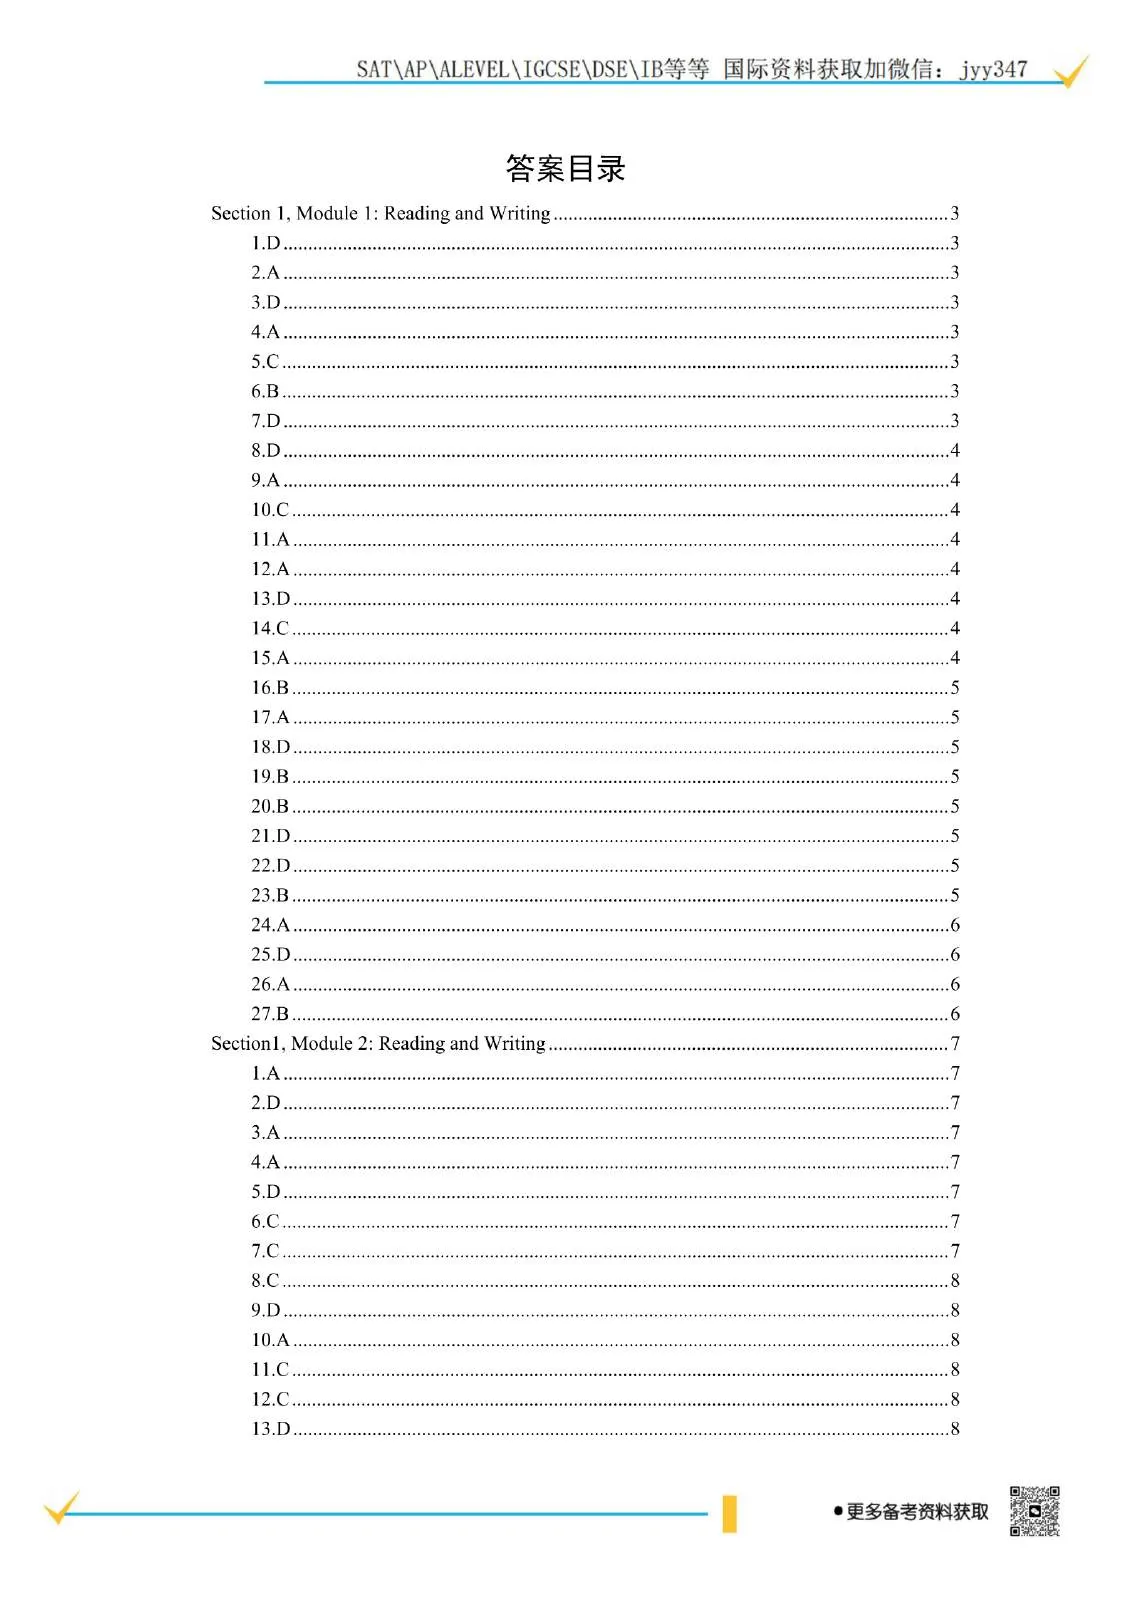 SAT\AP\ALEVEL\IGCSE\DSE\IB等等 国际资料获取加微信：jyy347
答案目录
Section 1, Module 1: Reading and Writing........................................3
1.D........................................3
2.A........................................3
3.D........................................3
4.A........................................3
5.C........................................3
6.B........................................3
7.D........................................3
8.D........................................4
9.A........................................4
10.C........................................4
11.A........................................4
12.A........................................4
13.D........................................4
14.C........................................4
15.A........................................4
16.B........................................5
17.A........................................5
18.D........................................5
19.B........................................5
20.B........................................5
21.D........................................5
22.D........................................5
23.B........................................5
24.A........................................6
25.D........................................6
26.A........................................6
27.B........................................6
Section1, Module 2: Reading and Writing........................................7
1.A........................................7
2.D........................................7
3.A........................................7
4.A........................................7
5.D........................................7
6.C........................................7
7.C........................................7
8.C........................................8
9.D........................................8
10.A........................................8
11.C........................................8
12.C........................................8
13.D........................................8
●更多备考资料获取